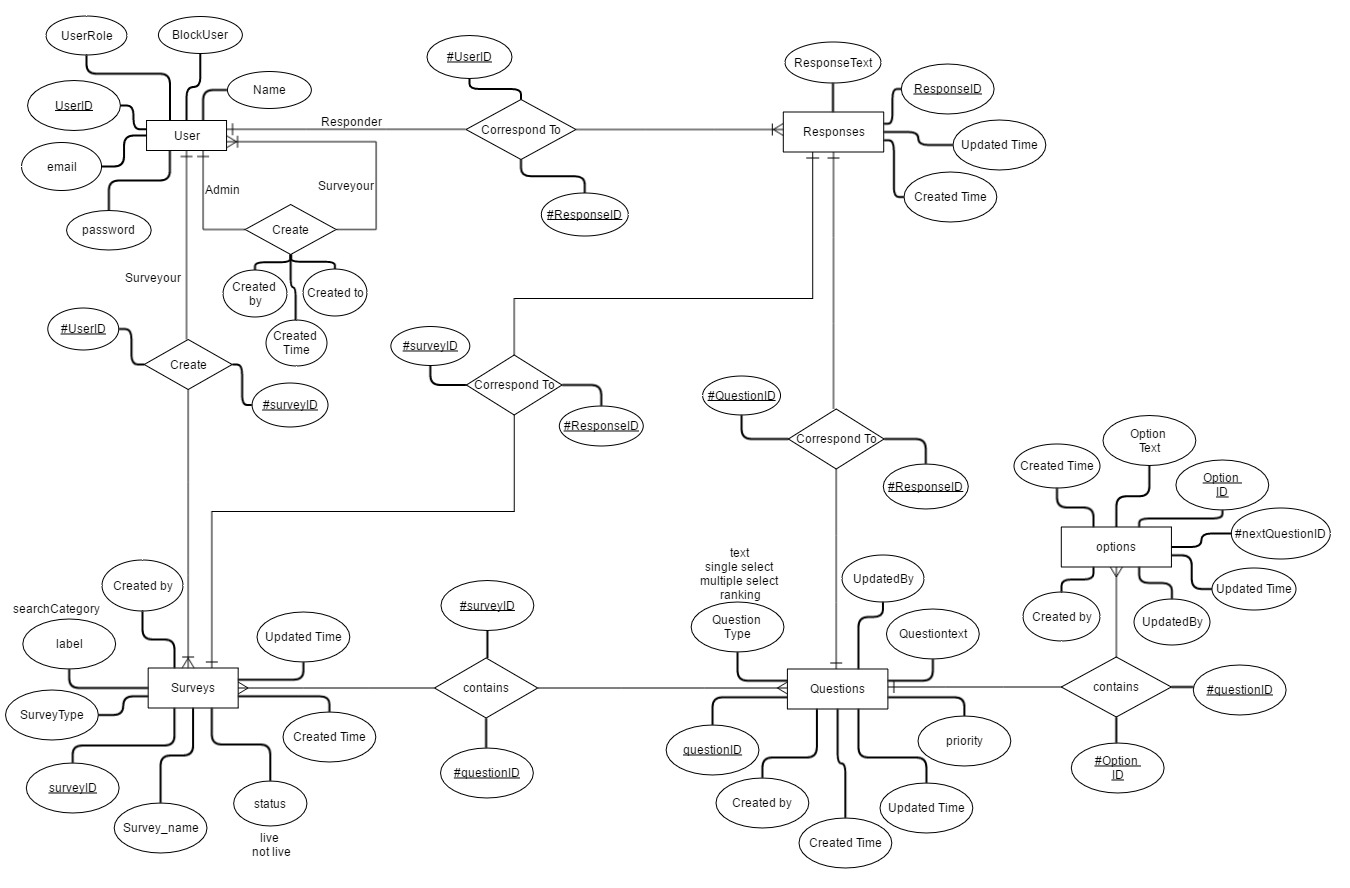 UserRole
BlockUser
Name
UserID
User
email
password
Responder
#UserID
Correspond To
#ResponseID
ResponseText
ResponseID
Responses
Updated Time
Created Time
Admin
Surveyour
Create
Created
by
Created to
Created
Time
Surveyour
#UserID
Create
#surveyID
#surveyID
Correspond To
#ResponseID
#QuestionID
Correspond To
#ResponseID
Created Time
Option
Text
Option
ID
#nextQuestionID
options
Updated Time
Created by
UpdatedBy
Created by
searchCategory
label
Updated Time
Surveys
SurveyType
Created Time
surveyID
Survey_name
status
live
not live
#surveyID
contains
#questionID
text
single select
multiple select
ranking
Question
Type
UpdatedBy
Questiontext
Questions
questionID
priority
Created by
Updated Time
Created Time
contains
#questionID
#Option
ID